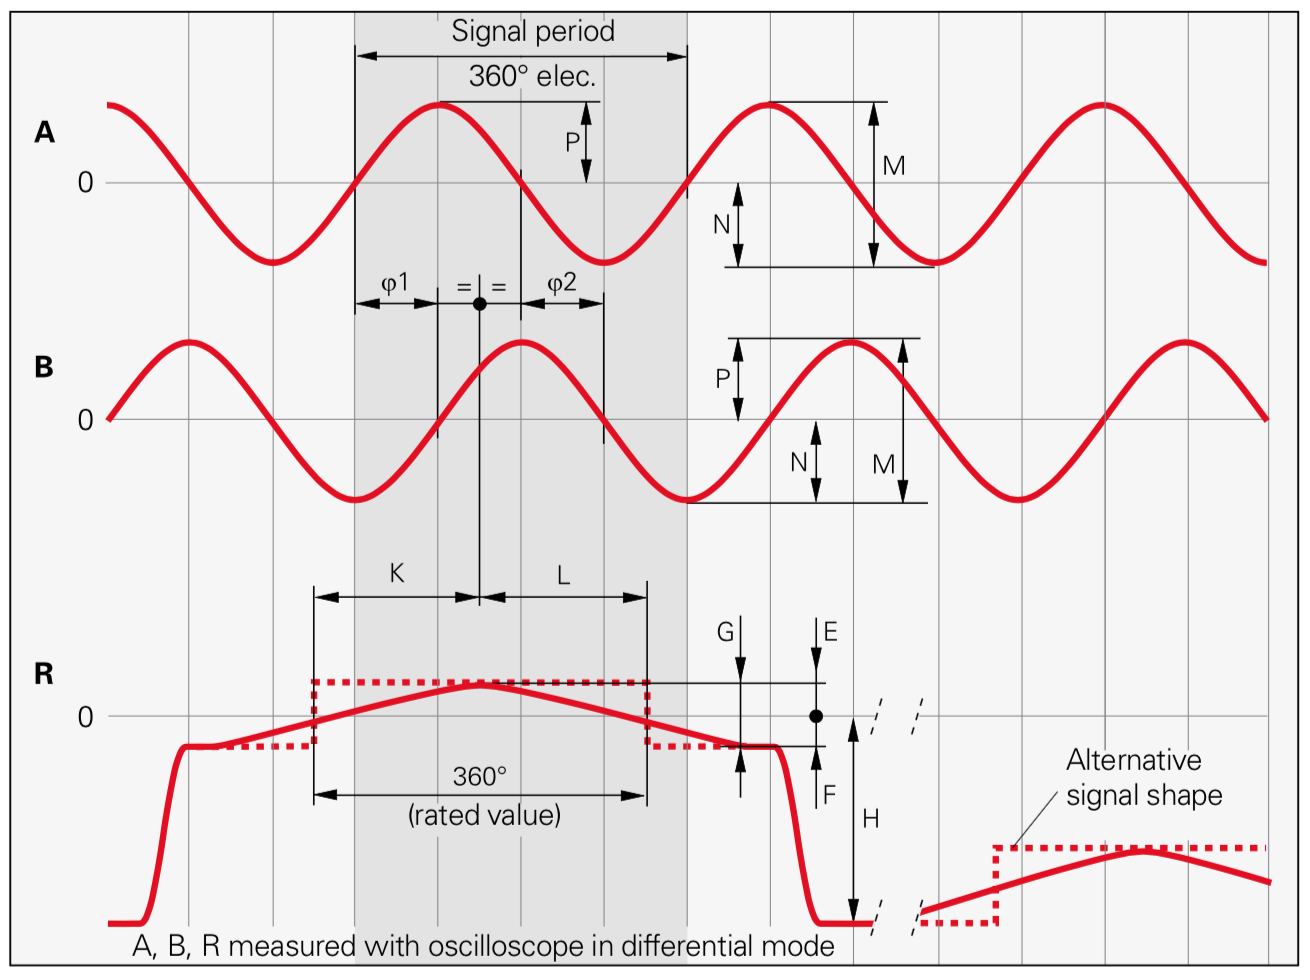 Signal period
360° elec.
A
P
M
0
N
φ1
= =
φ2
B
P
0
N
M
K
L
G
E
R
0
360°
(rated value)
F
H
Alternative
signal shape
A, B, R measured with oscilloscope in differential mode